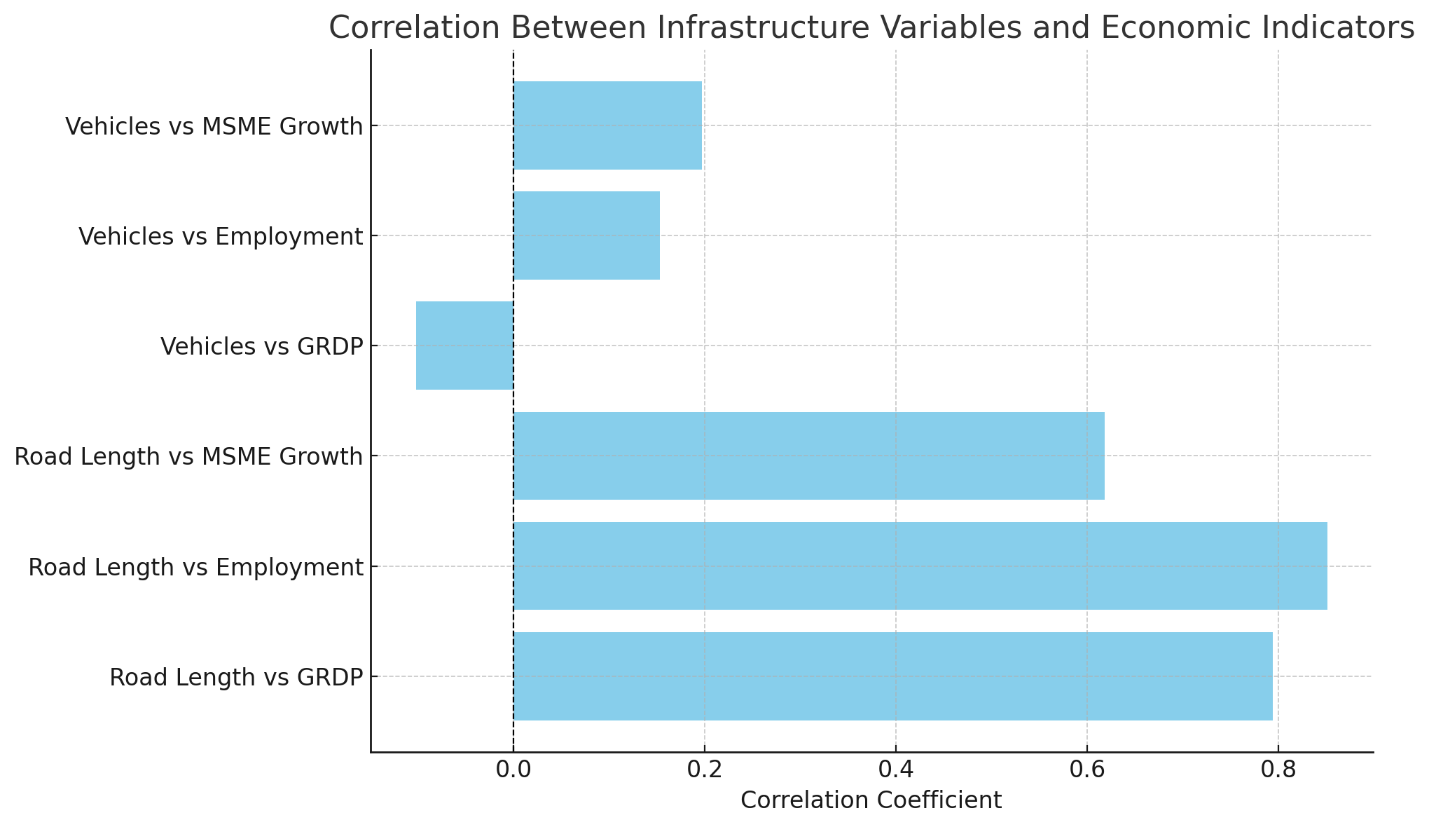 Correlation Between Infrastructure Variables and Economic Indicators
Vehicles vs MSME Growth
Vehicles vs Employment
Vehicles vs GRDP
Road Length vs MSME Growth
Road Length vs Employment
Road Length vs GRDP
0.0 0.2 0.4 0.6 0.8
Correlation Coefficient